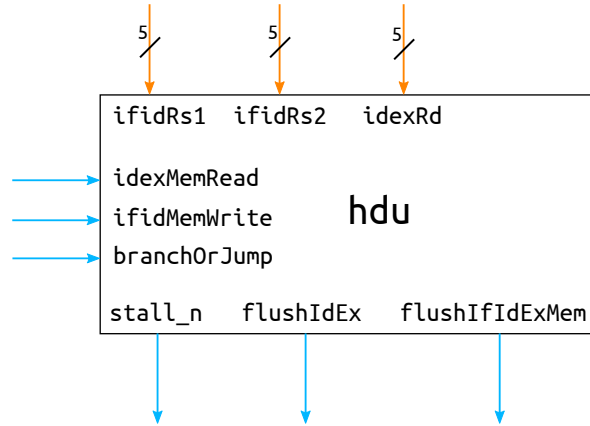 5 5 5
ifidRs1 ifidRs2 idexRd
idexMemRead
ifidMemWrite
hdu
branchOrJump
stall_n flushIdEx flushIfIdExMem